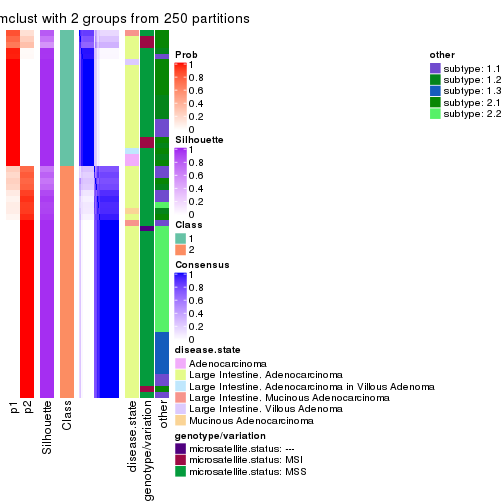 mclust with 2 groups from 250 partitions
p1
p2
Silhouette
Class
disease.state
genotype/variation
other
Prob
1
0.8
0.6
0.4
0.2
0
Silhouette
1
0.8
0.6
0.4
0.2
0
Class
1
2
Consensus
1
0.8
0.6
0.4
0.2
0
disease.state
Adenocarcinoma
Large Intestine, Adenocarcinoma
Large Intestine, Adenocarcinoma in Villous Adenoma
Large Intestine, Mucinous Adenocarcinoma
Large Intestine, Villous Adenoma
Mucinous Adenocarcinoma
genotype/variation
microsatellite.status: ---
microsatellite.status: MSI
microsatellite.status: MSS
other
subtype: 1.1
subtype: 1.2
subtype: 1.3
subtype: 2.1
subtype: 2.2